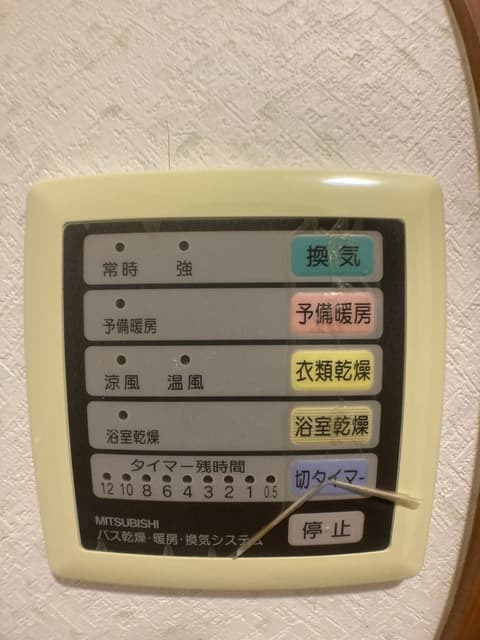 換気
常時 強
予備暖房
予備暖房
衣類乾燥
涼風 温風
浴室乾燥
浴室乾燥
タイマー残時間
切タイマー
12 10 8 6 4 3 2 1 0.5
MITSUBISHI
停止
バス乾燥・暖房・換気システム